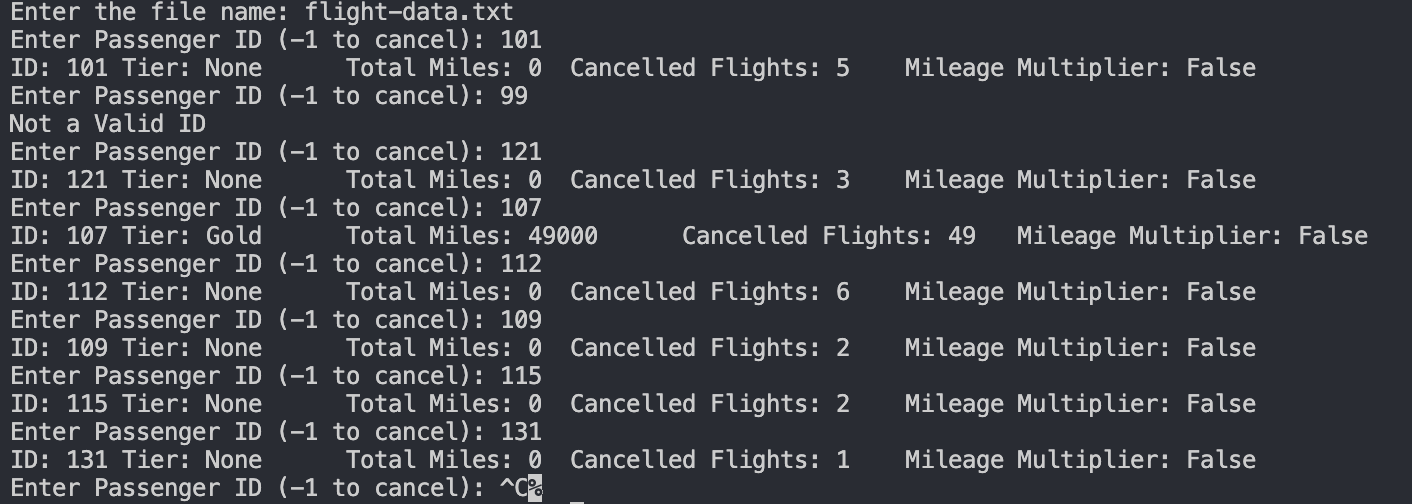 Enter the file name: flight-data.txt
Enter Passenger ID (-1 to cancel): 101
ID: 101 Tier: None      Total Miles: 0  Cancelled Flights: 5    Mileage Multiplier: False
Enter Passenger ID (-1 to cancel): 99
Not a Valid ID
Enter Passenger ID (-1 to cancel): 121
ID: 121 Tier: None      Total Miles: 0  Cancelled Flights: 3    Mileage Multiplier: False
Enter Passenger ID (-1 to cancel): 107
ID: 107 Tier: Gold      Total Miles: 49000      Cancelled Flights: 49   Mileage Multiplier: False
Enter Passenger ID (-1 to cancel): 112
ID: 112 Tier: None      Total Miles: 0  Cancelled Flights: 6    Mileage Multiplier: False
Enter Passenger ID (-1 to cancel): 109
ID: 109 Tier: None      Total Miles: 0  Cancelled Flights: 2    Mileage Multiplier: False
Enter Passenger ID (-1 to cancel): 115
ID: 115 Tier: None      Total Miles: 0  Cancelled Flights: 2    Mileage Multiplier: False
Enter Passenger ID (-1 to cancel): 131
ID: 131 Tier: None      Total Miles: 0  Cancelled Flights: 1    Mileage Multiplier: False
Enter Passenger ID (-1 to cancel): ^C%